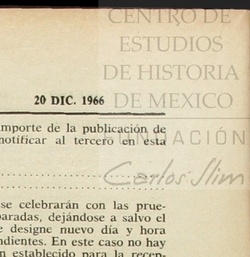 CENTRO DE
ESTUDIOS
DE HISTORIA
DE MEXICO
20 DIC. 1966
FUNDACIÓN
Carlos Slim
importe de la publicación de
notificar al tercero en esta
se celebrarán con las prue-
paradas, dejándose a salvo el
e designe nuevo día y hora
ndientes. En este caso no hay
n establecido para la recep-